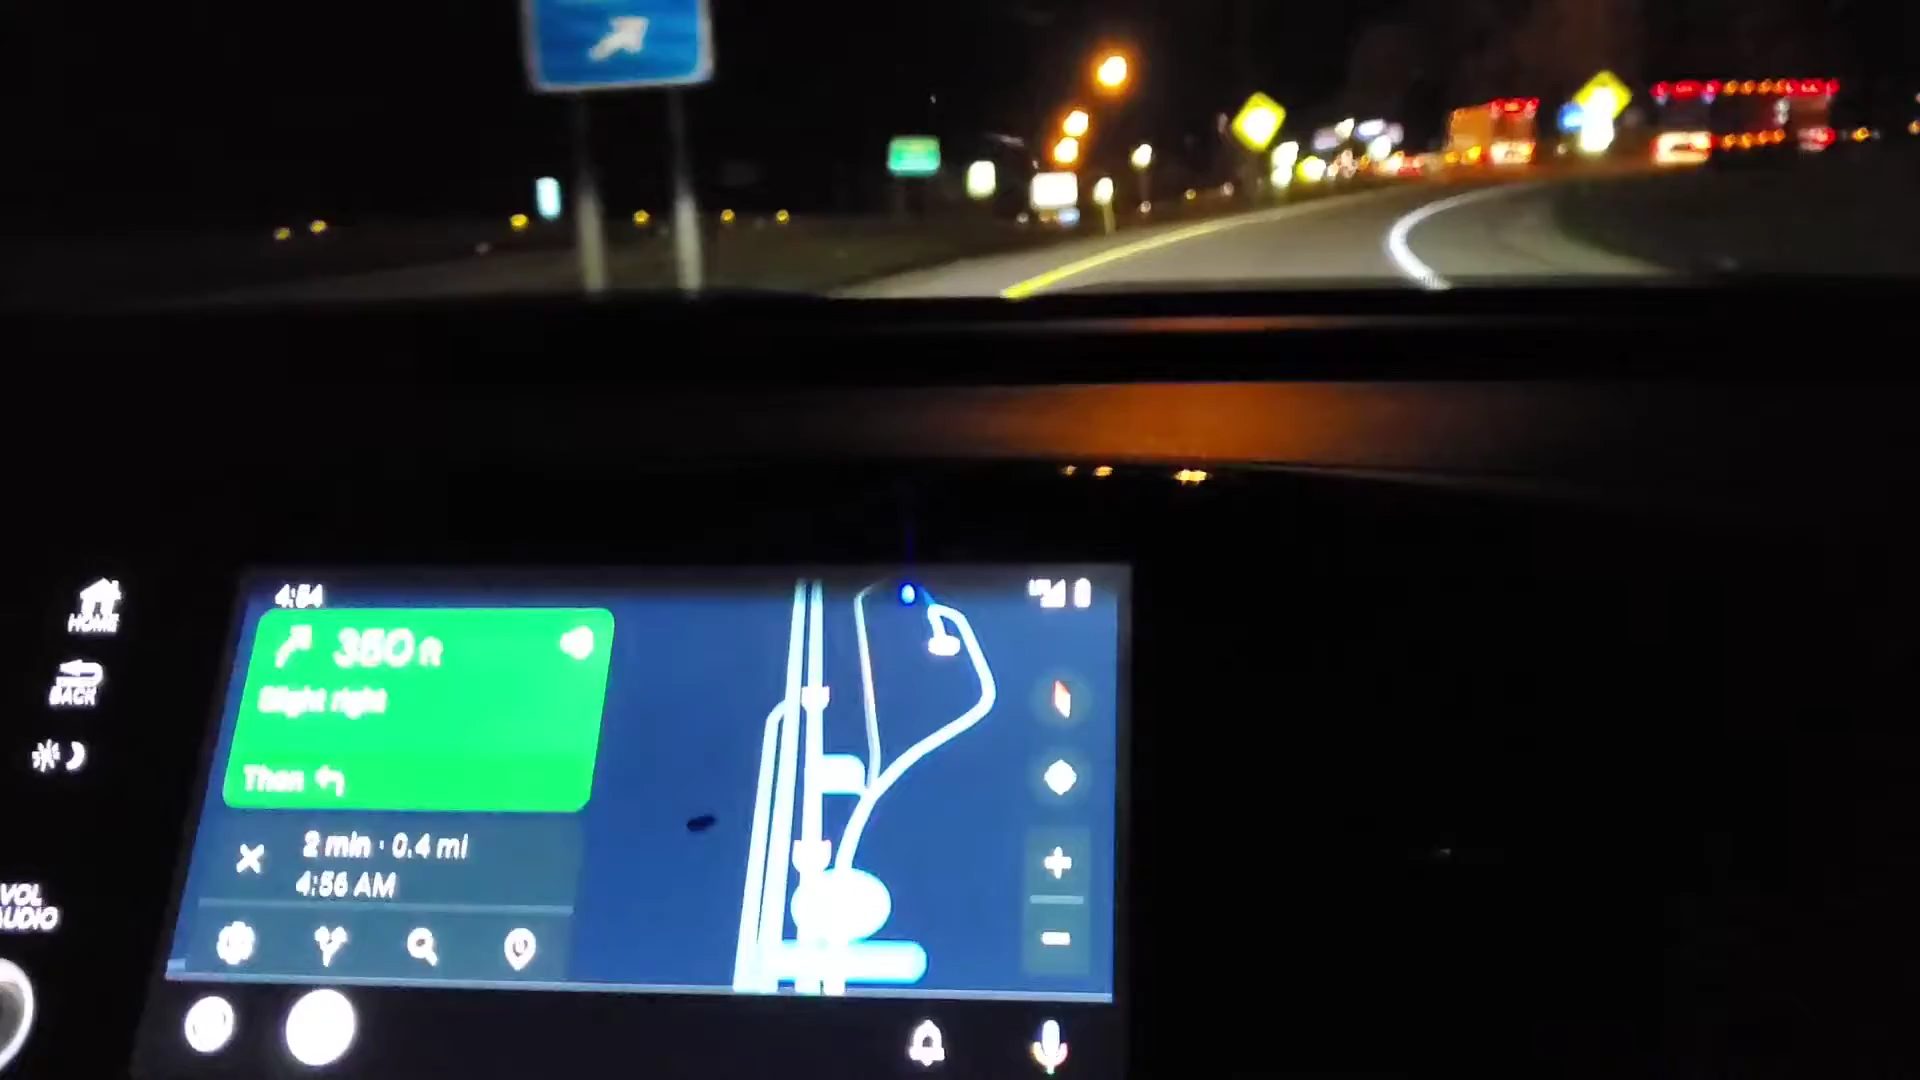 HOME
BACK
VOL
AUDIO
4:54
350 ft
Slight right
Then
2 min · 0.4 mi
4:56 AM